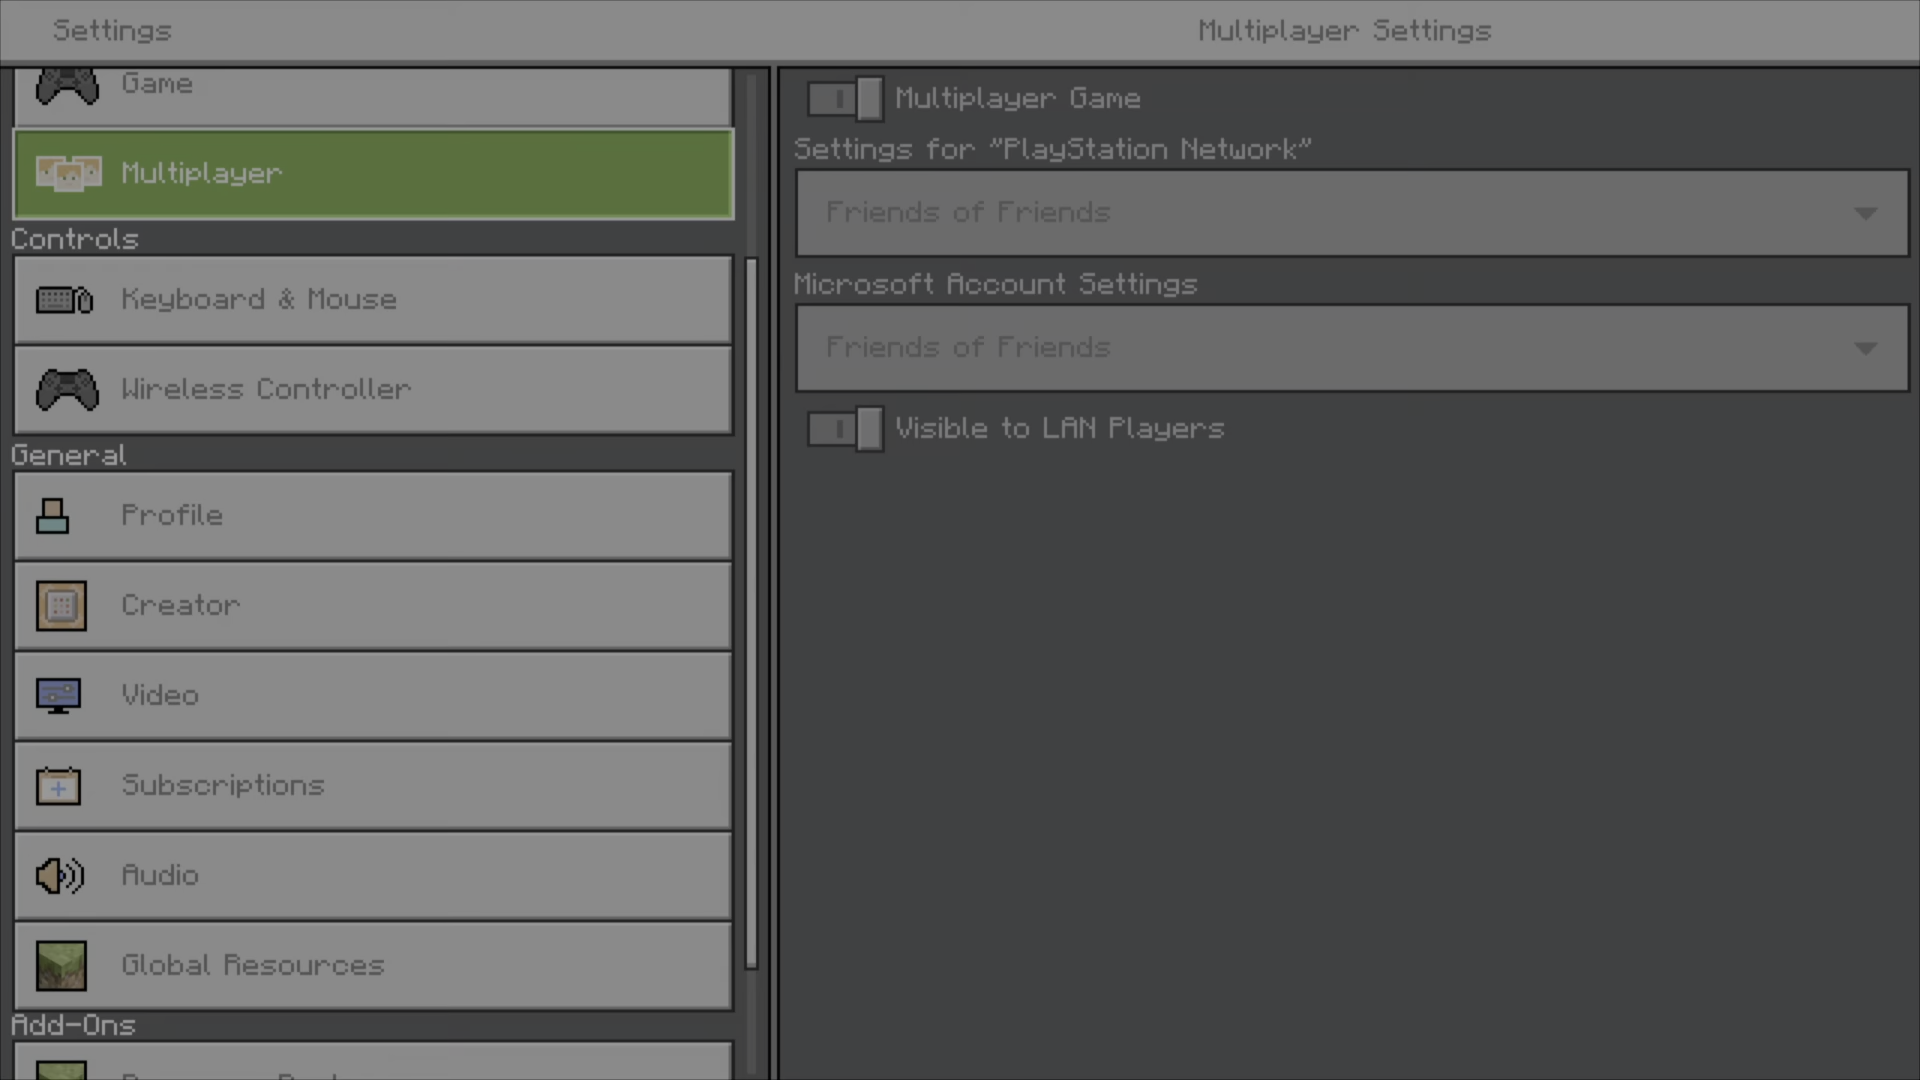 Settings
Multiplayer Settings
Game
Multiplayer
Controls
Keyboard & Mouse
Wireless Controller
General
Profile
Creator
Video
Subscriptions
Audio
Global Resources
Add-Ons
Multiplayer Game
Settings for "PlayStation Network"
Friends of Friends
Microsoft Account Settings
Friends of Friends
Visible to LAN Players